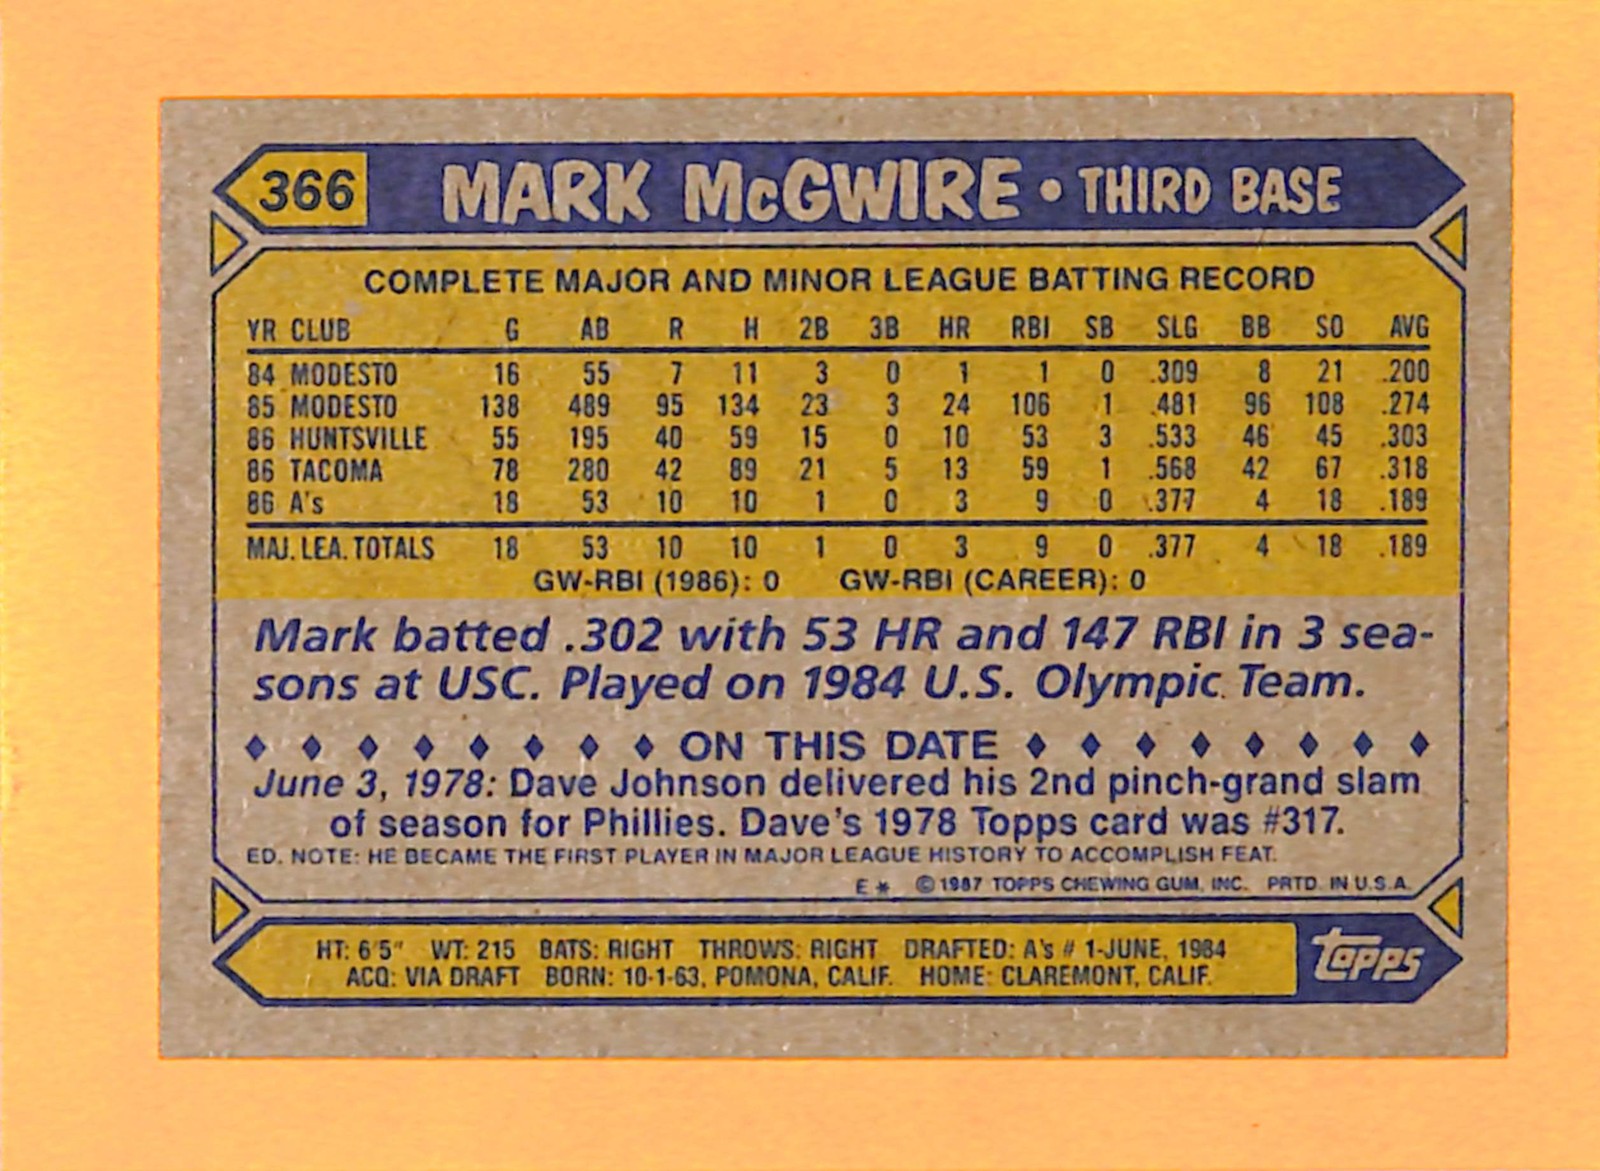 366 MARK McGWIRE • THIRD BASE
COMPLETE MAJOR AND MINOR LEAGUE BATTING RECORD
YR CLUB G AB R H 2B 3B HR RBI SB SLG BB SO AVG
84 MODESTO 16 55 7 11 3 0 1 1 0 .309 8 21 .200
85 MODESTO 138 489 95 134 23 3 24 106 1 .481 96 108 .274
86 HUNTSVILLE 55 195 40 59 15 0 10 53 3 .533 46 45 .303
86 TACOMA 78 280 42 89 21 5 13 59 1 .568 42 67 .318
86 A's 18 53 10 10 1 0 3 9 0 .377 4 18 .189
MAJ. LEA. TOTALS 18 53 10 10 1 0 3 9 0 .377 4 18 .189
GW-RBI (1986): 0 GW-RBI (CAREER): 0
Mark batted .302 with 53 HR and 147 RBI in 3 sea-
sons at USC. Played on 1984 U.S. Olympic Team.
♦ ♦ ♦ ♦ ♦ ♦ ♦ ♦ ON THIS DATE ♦ ♦ ♦ ♦ ♦ ♦ ♦ ♦
June 3, 1978: Dave Johnson delivered his 2nd pinch-grand slam
of season for Phillies. Dave's 1978 Topps card was #317.
ED. NOTE: HE BECAME THE FIRST PLAYER IN MAJOR LEAGUE HISTORY TO ACCOMPLISH FEAT.
E * © 1987 TOPPS CHEWING GUM, INC. PRTD. IN U.S.A.
HT: 6'5" WT: 215 BATS: RIGHT THROWS: RIGHT DRAFTED: A's # 1-JUNE, 1984
ACQ: VIA DRAFT BORN: 10-1-63, POMONA, CALIF. HOME: CLAREMONT, CALIF.
topps